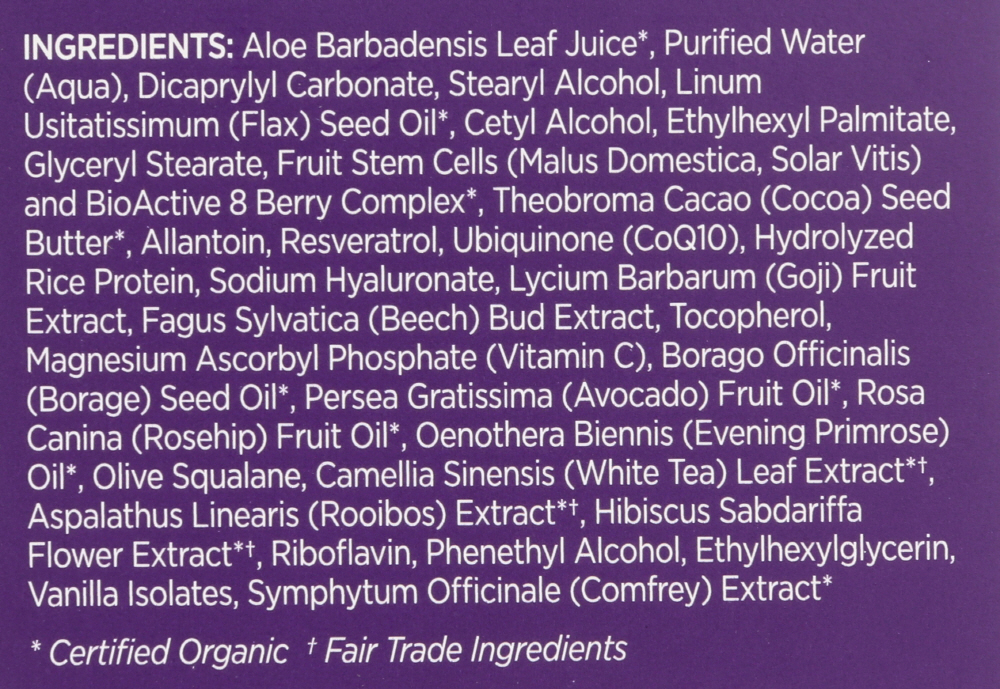 INGREDIENTS: Aloe Barbadensis Leaf Juice*, Purified Water
(Aqua), Dicaprylyl Carbonate, Stearyl Alcohol, Linum
Usitatissimum (Flax) Seed Oil*, Cetyl Alcohol, Ethylhexyl Palmitate,
Glyceryl Stearate, Fruit Stem Cells (Malus Domestica, Solar Vitis)
and BioActive 8 Berry Complex*, Theobroma Cacao (Cocoa) Seed
Butter*, Allantoin, Resveratrol, Ubiquinone (CoQ10), Hydrolyzed
Rice Protein, Sodium Hyaluronate, Lycium Barbarum (Goji) Fruit
Extract, Fagus Sylvatica (Beech) Bud Extract, Tocopherol,
Magnesium Ascorbyl Phosphate (Vitamin C), Borago Officinalis
(Borage) Seed Oil*, Persea Gratissima (Avocado) Fruit Oil*, Rosa
Canina (Rosehip) Fruit Oil*, Oenothera Biennis (Evening Primrose)
Oil*, Olive Squalane, Camellia Sinensis (White Tea) Leaf Extract*†,
Aspalathus Linearis (Rooibos) Extract*†, Hibiscus Sabdariffa
Flower Extract*†, Riboflavin, Phenethyl Alcohol, Ethylhexylglycerin,
Vanilla Isolates, Symphytum Officinale (Comfrey) Extract*
* Certified Organic † Fair Trade Ingredients